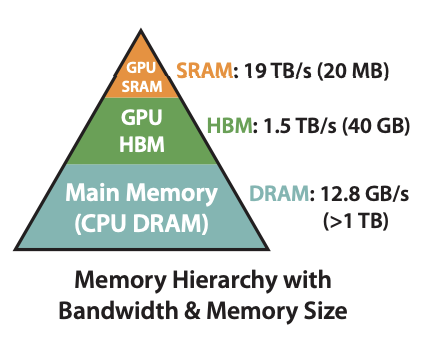 GPU
SRAM
SRAM: 19 TB/s (20 MB)
GPU
HBM
HBM: 1.5 TB/s (40 GB)
Main Memory
(CPU DRAM)
DRAM: 12.8 GB/s
(>1 TB)
Memory Hierarchy with
Bandwidth & Memory Size